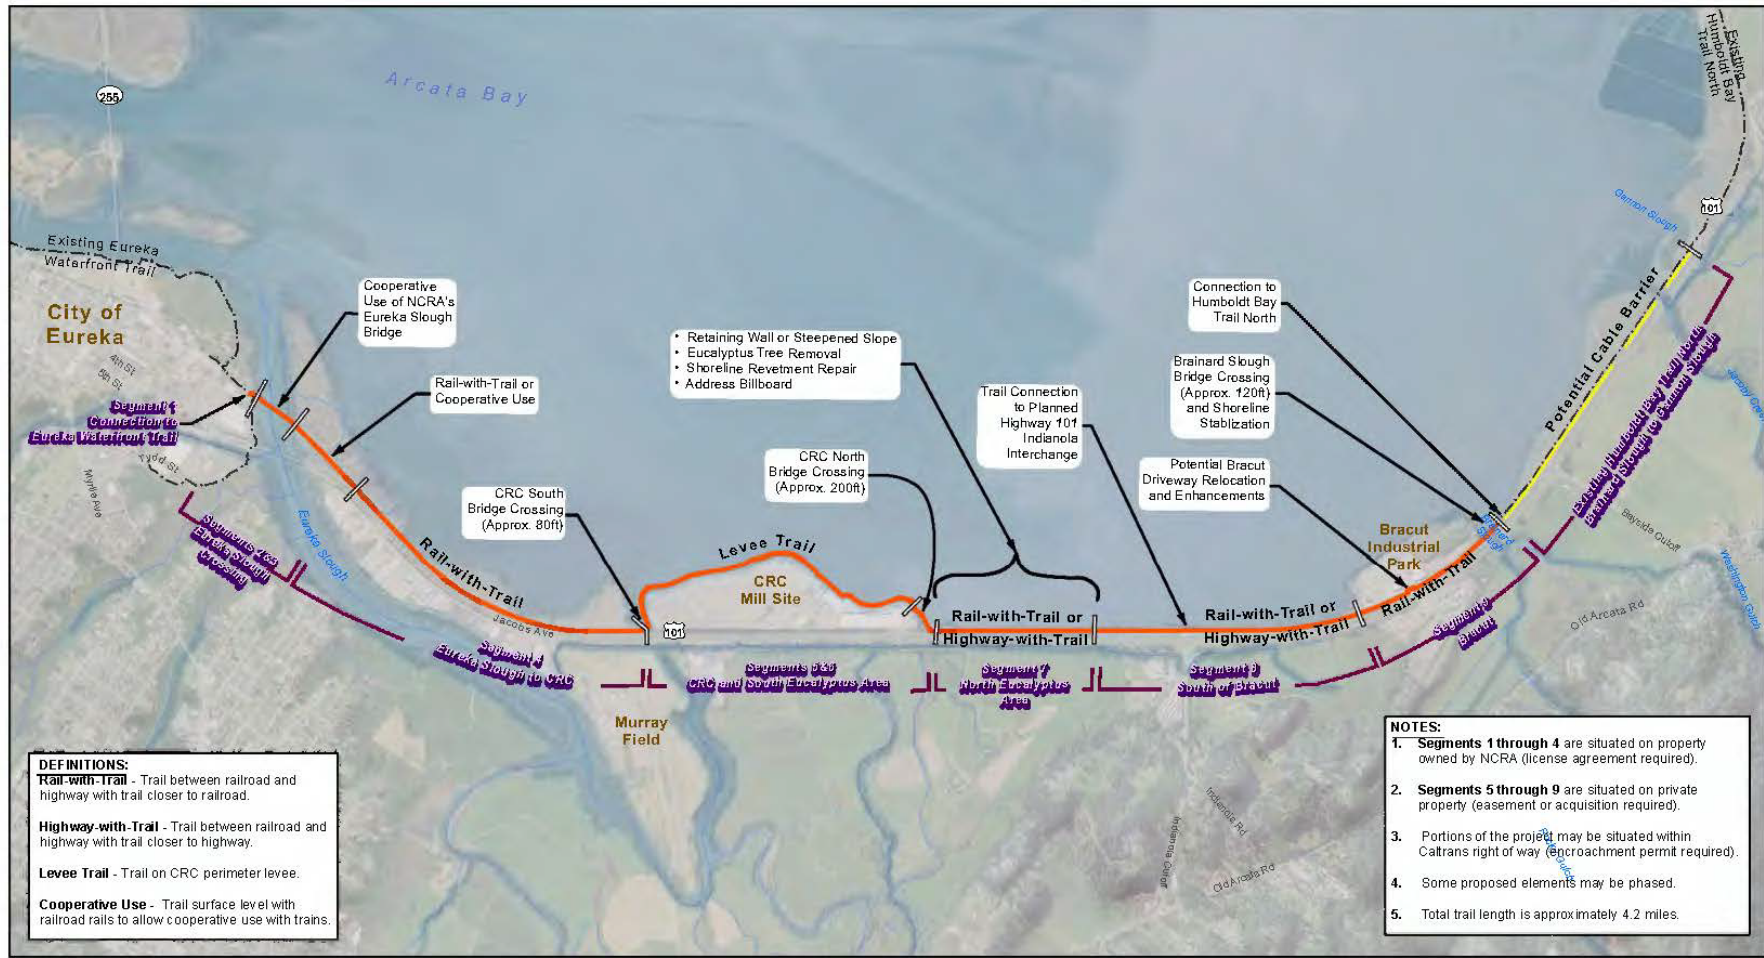 Arcata Bay
255
Existing
Humboldt Bay
Trail North
Gannon Slough
101
Existing Eureka
Waterfront Trail
City of
Eureka
4th St
5th St
Cooperative
Use of NCRA's
Eureka Slough
Bridge
Rail-with-Trail or
Cooperative Use
Segment 1
Connection to
Eureka Waterfront Trail
Myrtle Ave
Segments 2&3
Eureka Slough
Crossing
Eureka Slough
Rail-with-Trail
Jacobs Ave
Segment 4
Eureka Slough to CRC
CRC South
Bridge Crossing
(Approx. 80ft)
• Retaining Wall or Steepened Slope
• Eucalyptus Tree Removal
• Shoreline Revetment Repair
• Address Billboard
Levee Trail
CRC
Mill Site
101
CRC North
Bridge Crossing
(Approx. 200ft)
Segments 5&6
CRC and South Eucalyptus Area
Murray
Field
Trail Connection
to Planned
Highway 101
Indianola
Interchange
Rail-with-Trail or
Highway-with-Trail
Segment 7
North Eucalyptus
Area
Connection to
Humboldt Bay
Trail North
Brainard Slough
Bridge Crossing
(Approx. 120ft)
and Shoreline
Stablization
Potential Bracut
Driveway Relocation
and Enhancements
Rail-with-Trail or
Highway-with-Trail
Segment 8
South of Bracut
Bracut
Industrial
Park
Rail-with-Trail
Segment 9
Bracut
Brainard
Slough
Potential Cable Barrier
Existing Humboldt Bay Trail North
Brainard Slough to Gannon Slough
Bayside Cutoff
Washington Gulch
Old Arcata Rd
Indianola Rd
Indianola Cutoff
Old Arcata Rd
DEFINITIONS:
Rail-with-Trail - Trail between railroad and
highway with trail closer to railroad.
Highway-with-Trail - Trail between railroad and
highway with trail closer to highway.
Levee Trail - Trail on CRC perimeter levee.
Cooperative Use - Trail surface level with
railroad rails to allow cooperative use with trains.
NOTES:
1. Segments 1 through 4 are situated on property
owned by NCRA (license agreement required).
2. Segments 5 through 9 are situated on private
property (easement or acquisition required).
3. Portions of the project may be situated within
Caltrans right of way (encroachment permit required).
4. Some proposed elements may be phased.
5. Total trail length is approximately 4.2 miles.